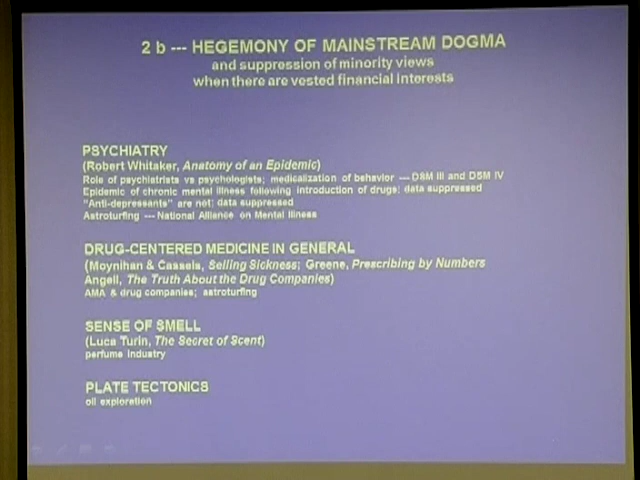 2 b --- HEGEMONY OF MAINSTREAM DOGMA
and suppression of minority views
when there are vested financial interests
PSYCHIATRY
(Robert Whitaker, Anatomy of an Epidemic)
Role of psychiatrists vs psychologists; medicalization of behavior --- DSM III and DSM IV
Epidemic of chronic mental illness following introduction of drugs: data suppressed
"Anti-depressants" are not: data suppressed
Astroturfing --- National Alliance on Mental Illness
DRUG-CENTERED MEDICINE IN GENERAL
(Moynihan & Cassels, Selling Sickness; Greene, Prescribing by Numbers
Angell, The Truth About the Drug Companies)
AMA & drug companies; astroturfing
SENSE OF SMELL
(Luca Turin, The Secret of Scent)
perfume industry
PLATE TECTONICS
oil exploration